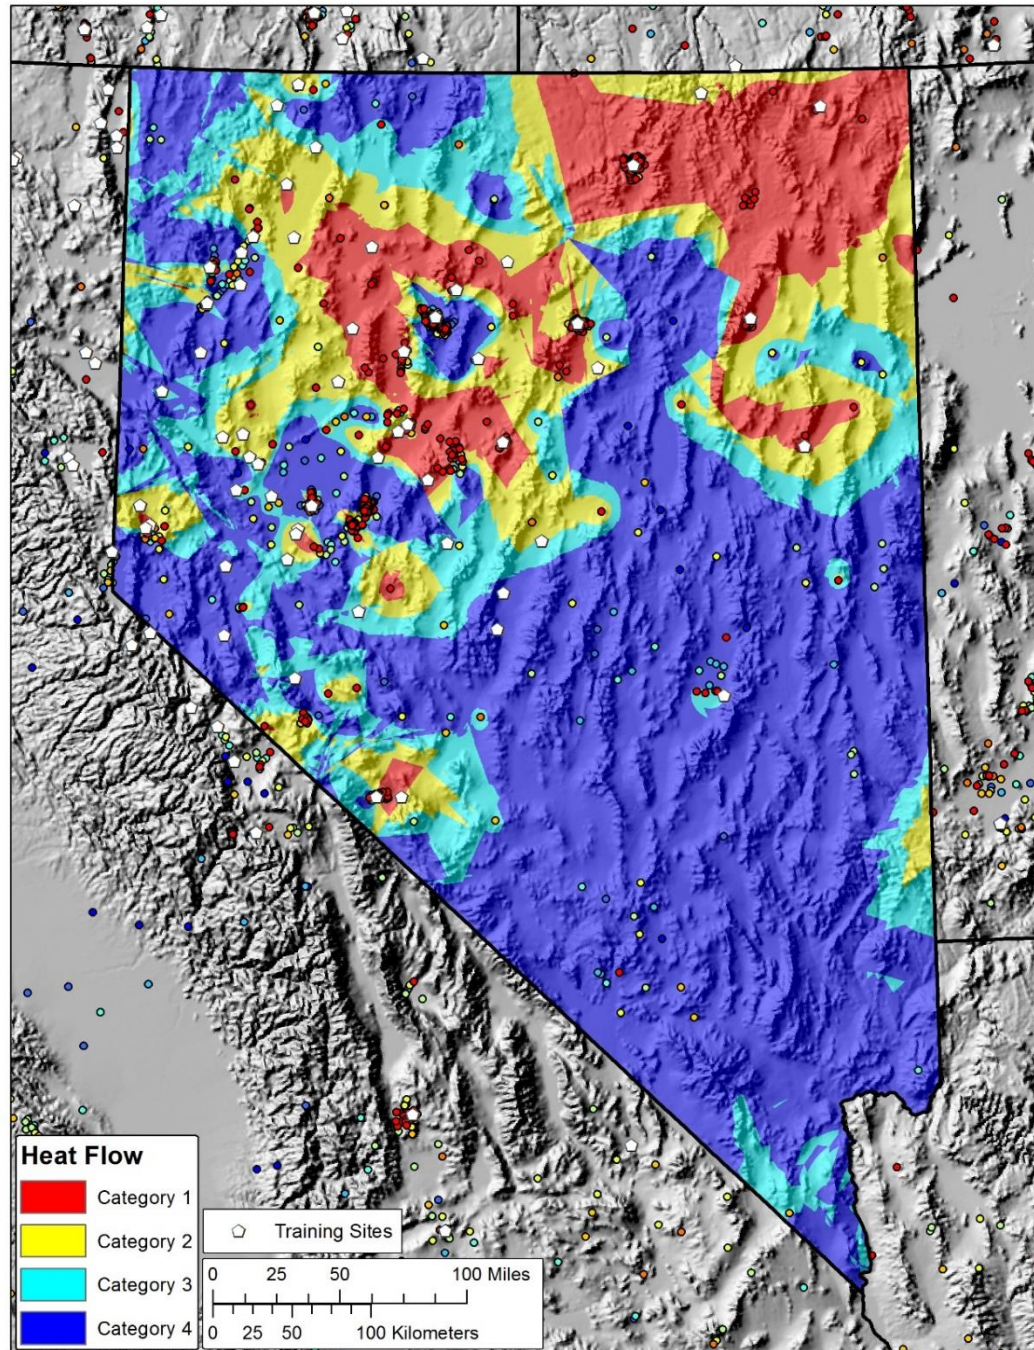 Heat Flow
Category 1
Category 2
Category 3
Category 4
Training Sites
0 25 50 100 Miles
0 25 50 100 Kilometers